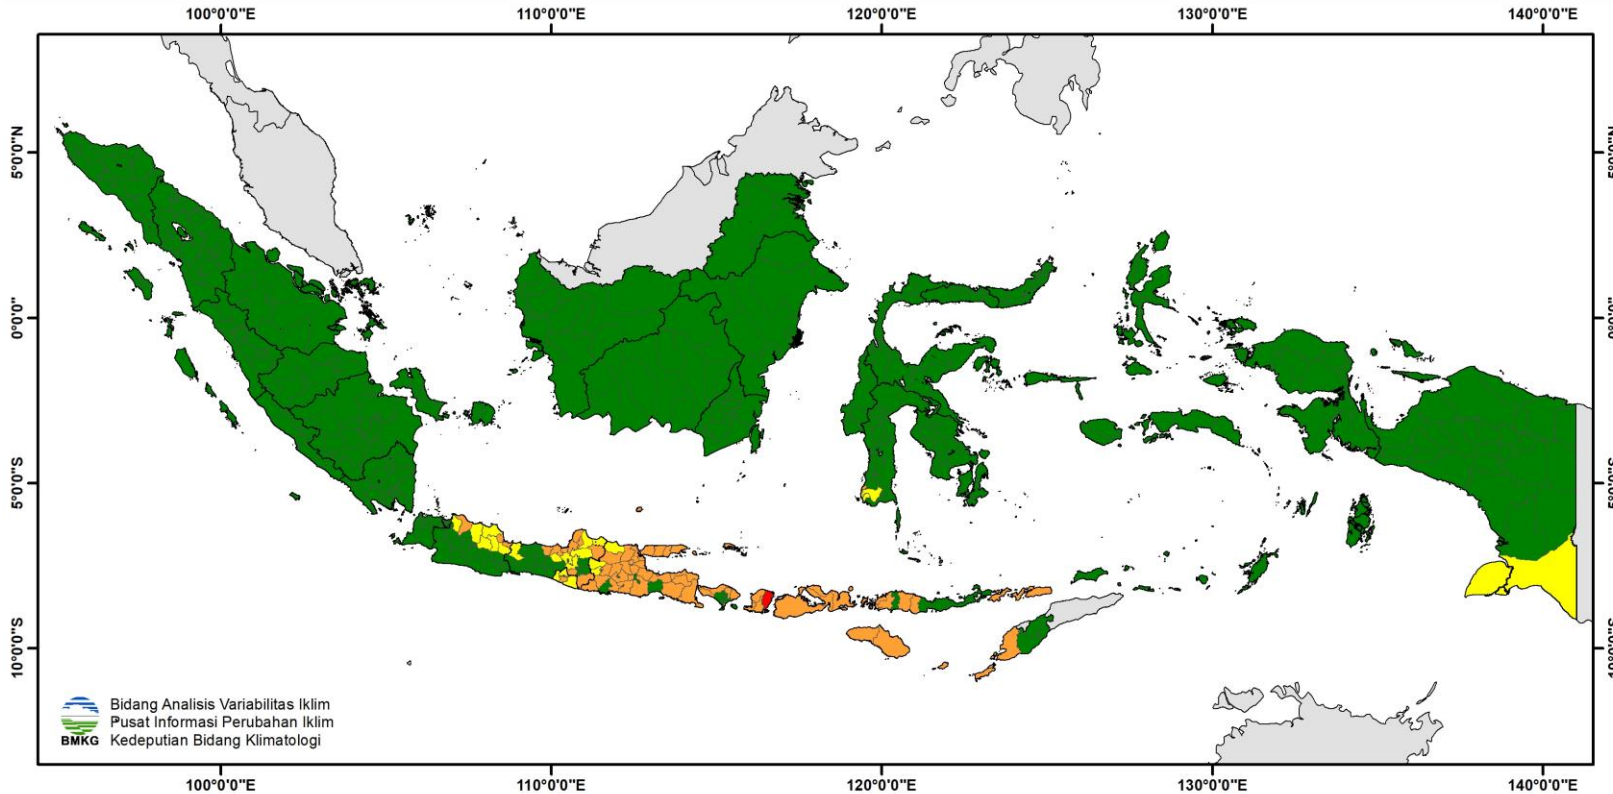 100°0'0"E 110°0'0"E 120°0'0"E 130°0'0"E 140°0'0"E
5°0'0"N
0°0'0"
5°0'0"S
10°0'0"S
Bidang Analisis Variabilitas Iklim
Pusat Informasi Perubahan Iklim
BMKG Kedeputian Bidang Klimatologi
100°0'0"E 110°0'0"E 120°0'0"E 130°0'0"E 140°0'0"E